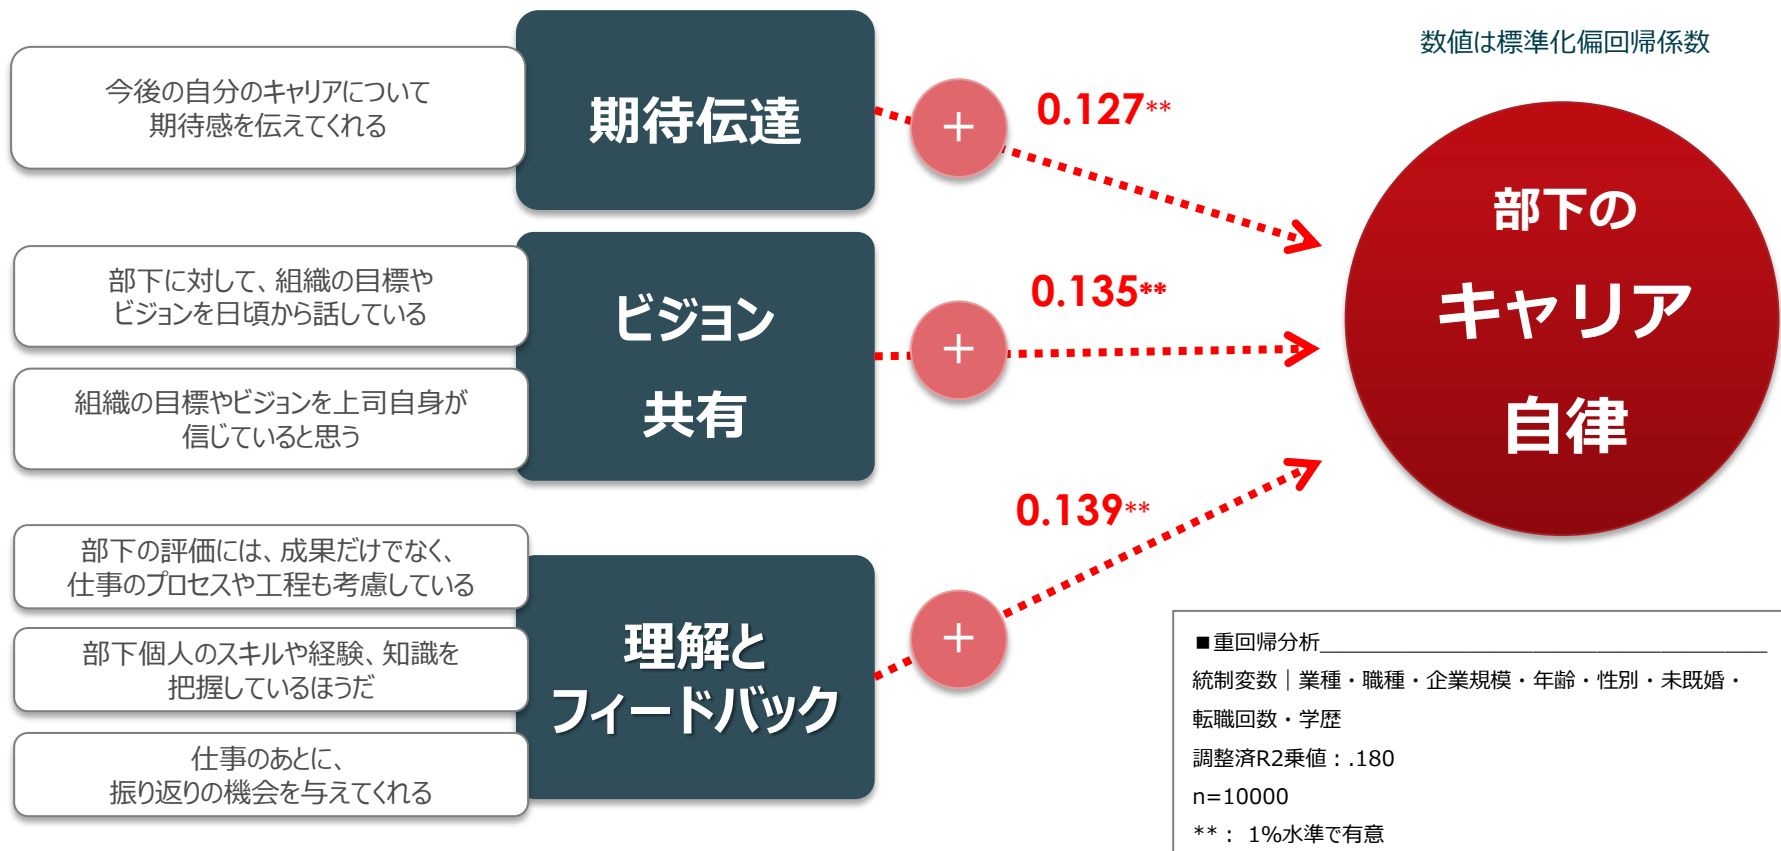 数値は標準化偏回帰係数
今後の自分のキャリアについて
期待感を伝えてくれる
期待伝達
+
0.127**
部下に対して、組織の目標や
ビジョンを日頃から話している
組織の目標やビジョンを上司自身が
信じていると思う
ビジョン
共有
+
0.135**
部下の評価には、成果だけでなく、
仕事のプロセスや工程も考慮している
部下個人のスキルや経験、知識を
把握しているほうだ
仕事のあとに、
振り返りの機会を与えてくれる
理解と
フィードバック
+
0.139**
部下の
キャリア
自律
■重回帰分析
統制変数｜業種・職種・企業規模・年齢・性別・未既婚・
転職回数・学歴
調整済R2乗値：.180
n=10000
**： 1%水準で有意